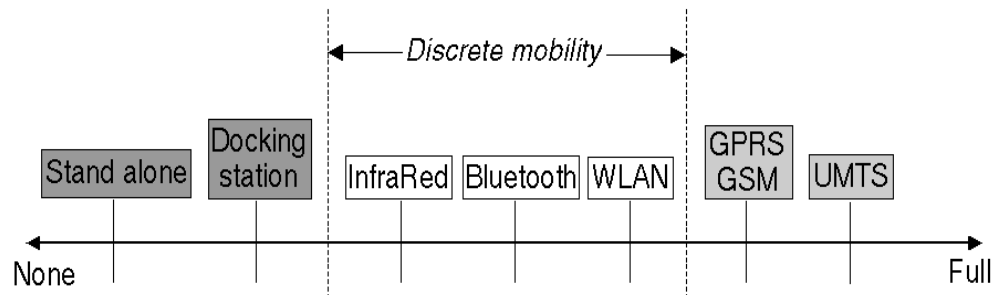 Discrete mobility
Stand alone
Docking
station
InfraRed
Bluetooth
WLAN
GPRS
GSM
UMTS
None
Full